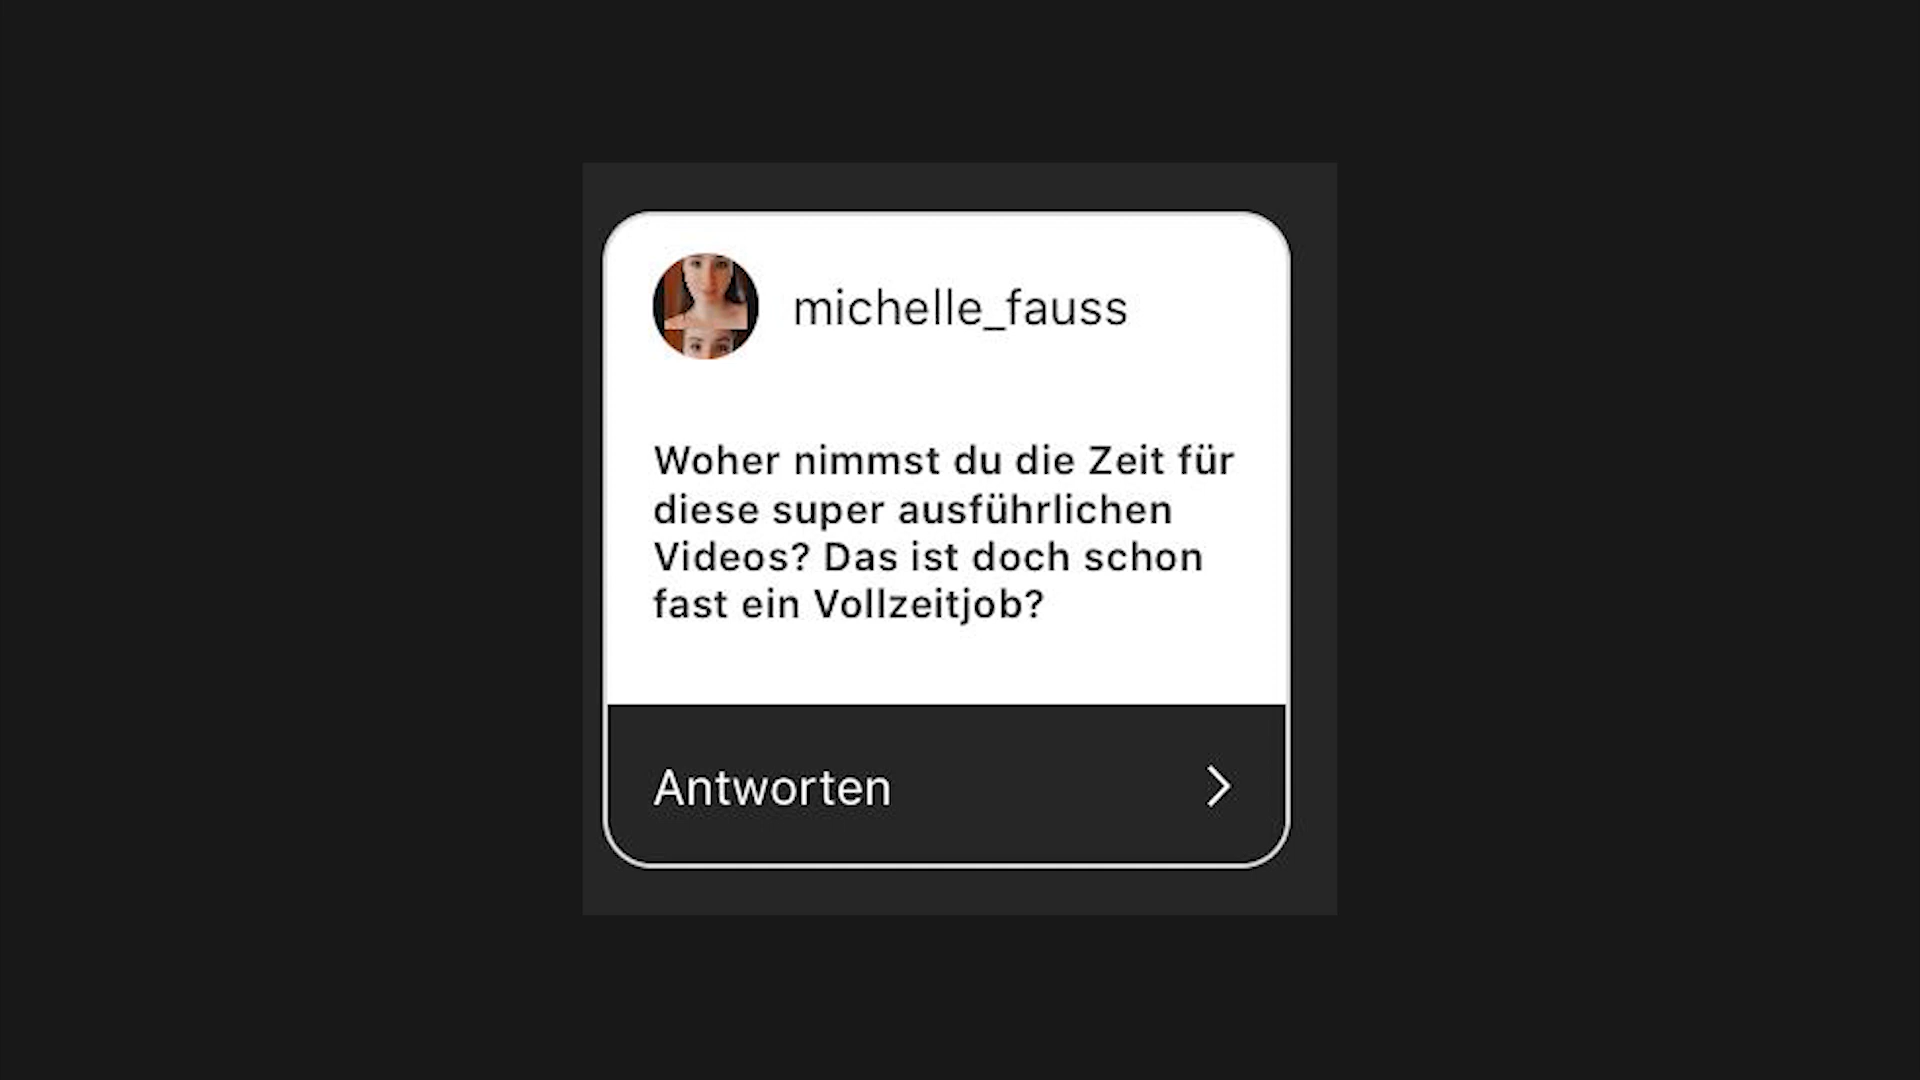 michelle_fauss
Woher nimmst du die Zeit für
diese super ausführlichen
Videos? Das ist doch schon
fast ein Vollzeitjob?
Antworten